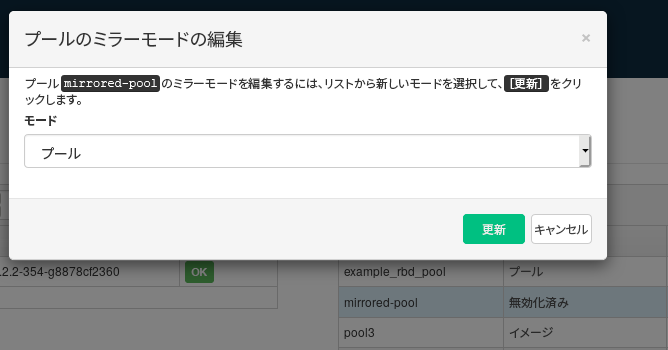 プールのミラーモードの編集
×
プール mirrored-pool のミラーモードを編集するには、リストから新しいモードを選択して、 [更新] をクリ
ックします。
モード
プール
更新 キャンセル
.2.2-354-g8878cf2360 OK
example_rbd_pool プール
mirrored-pool 無効化済み
pool3 イメージ